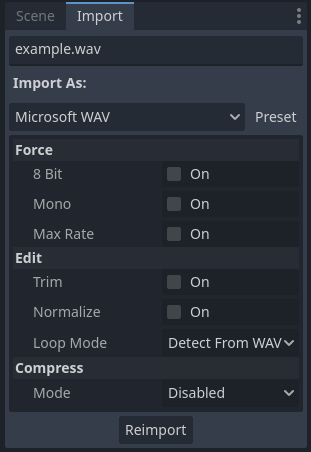 Scene Import
example.wav
Import As:
Microsoft WAV Preset
Force
8 Bit On
Mono On
Max Rate On
Edit
Trim On
Normalize On
Loop Mode Detect From WAV
Compress
Mode Disabled
Reimport